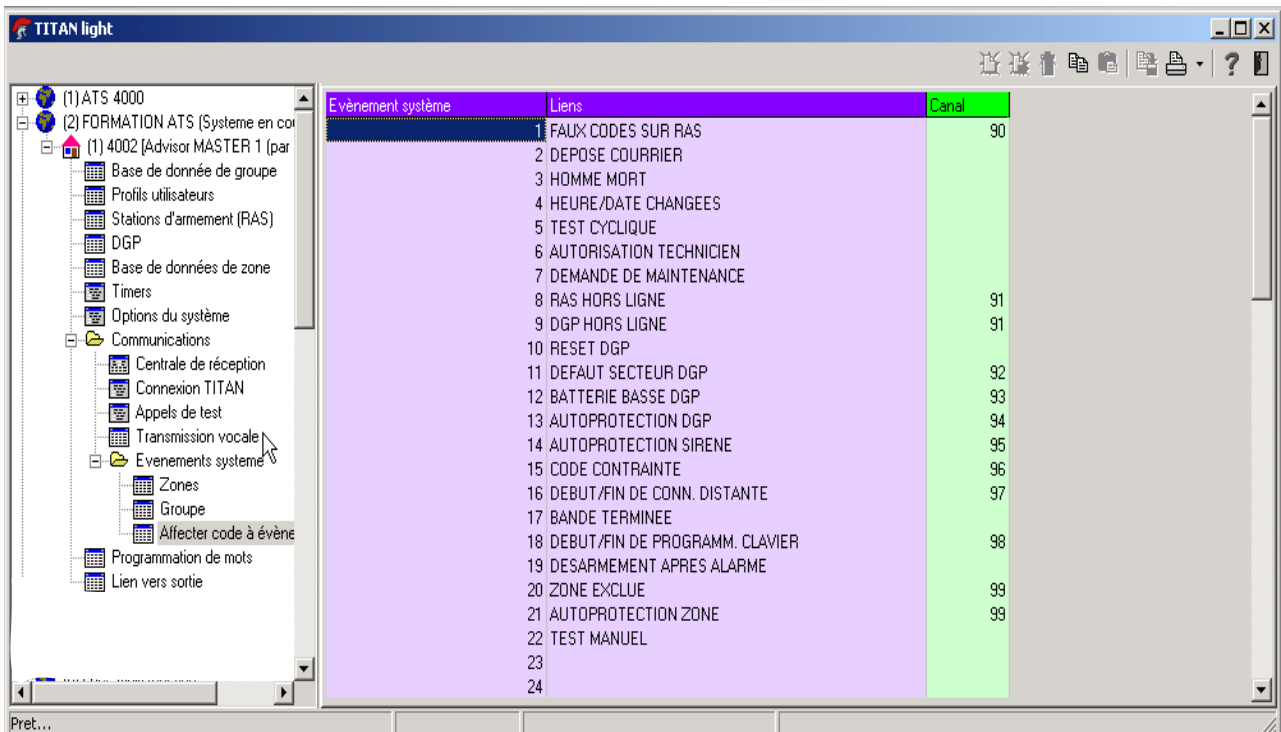 TITAN light
(1) ATS 4000
(2) FORMATION ATS (Systeme en cou
(1) 4002 [Advisor MASTER 1 (par
Base de donnée de groupe
Profils utilisateurs
Stations d'armement (RAS)
DGP
Base de données de zone
Timers
Options du système
Communications
Centrale de réception
Connexion TITAN
Appels de test
Transmission vocale
Evenements systeme
Zones
Groupe
Affecter code à évène
Programmation de mots
Lien vers sortie
Evènement système Liens Canal
1 FAUX CODES SUR RAS 90
2 DEPOSE COURRIER
3 HOMME MORT
4 HEURE/DATE CHANGEES
5 TEST CYCLIQUE
6 AUTORISATION TECHNICIEN
7 DEMANDE DE MAINTENANCE
8 RAS HORS LIGNE 91
9 DGP HORS LIGNE 91
10 RESET DGP
11 DEFAUT SECTEUR DGP 92
12 BATTERIE BASSE DGP 93
13 AUTOPROTECTION DGP 94
14 AUTOPROTECTION SIRENE 95
15 CODE CONTRAINTE 96
16 DEBUT/FIN DE CONN. DISTANTE 97
17 BANDE TERMINEE
18 DEBUT/FIN DE PROGRAMM. CLAVIER 98
19 DESARMEMENT APRES ALARME
20 ZONE EXCLUE 99
21 AUTOPROTECTION ZONE 99
22 TEST MANUEL
23
24
Pret...